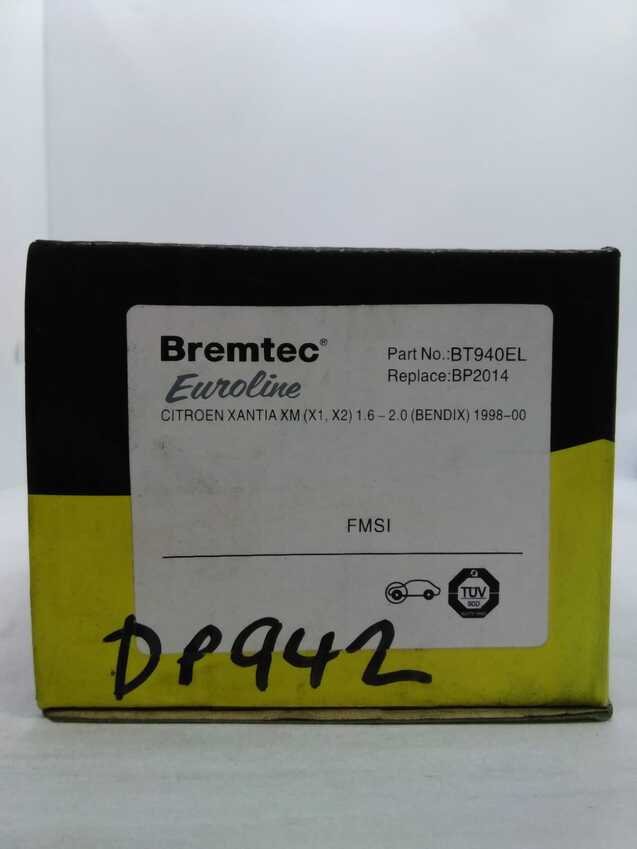 Bremtec®
Euroline
Part No.:BT940EL
Replace:BP2014
CITROEN XANTIA XM (X1, X2) 1.6 – 2.0 (BENDIX) 1998–00
FMSI
TÜV
DP942